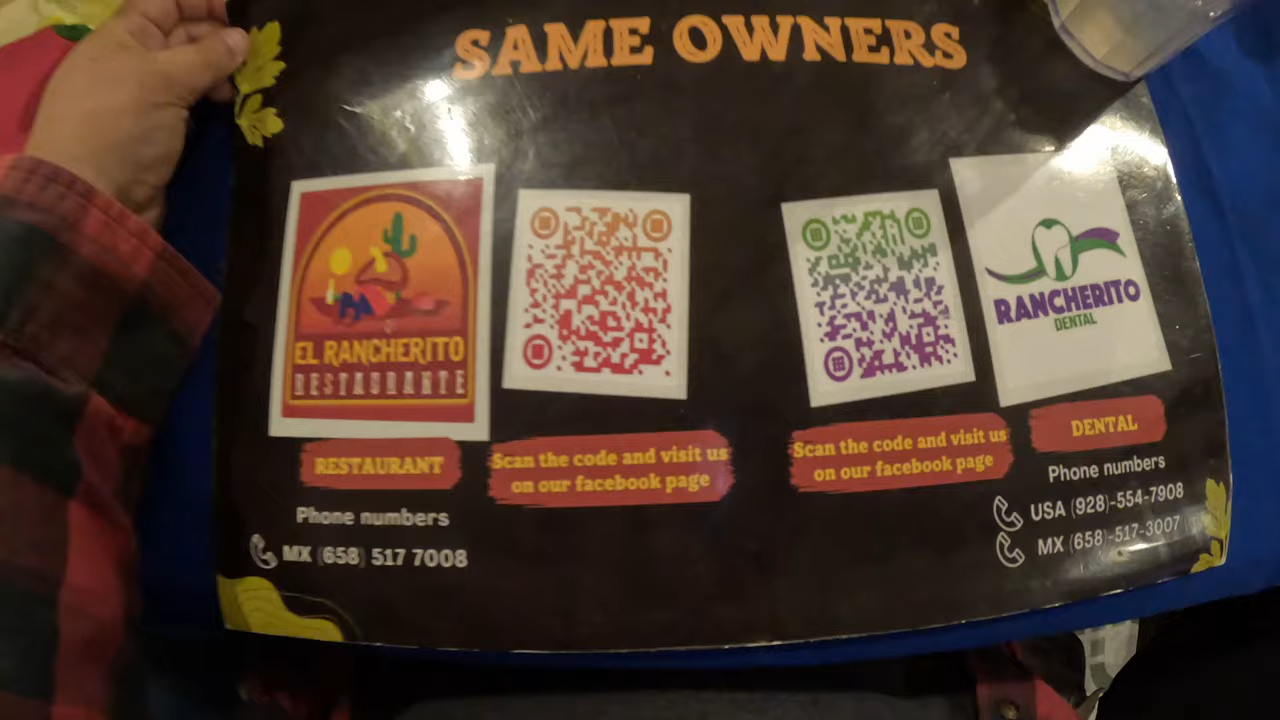 SAME OWNERS
EL RANCHERITO
RESTAURANTE
RESTAURANT
Phone numbers
MX (658) 517 7008
Scan the code and visit us
on our facebook page
Scan the code and visit us
on our facebook page
RANCHERITO
DENTAL
DENTAL
Phone numbers
USA (928)-554-7908
MX (658)-517-3007